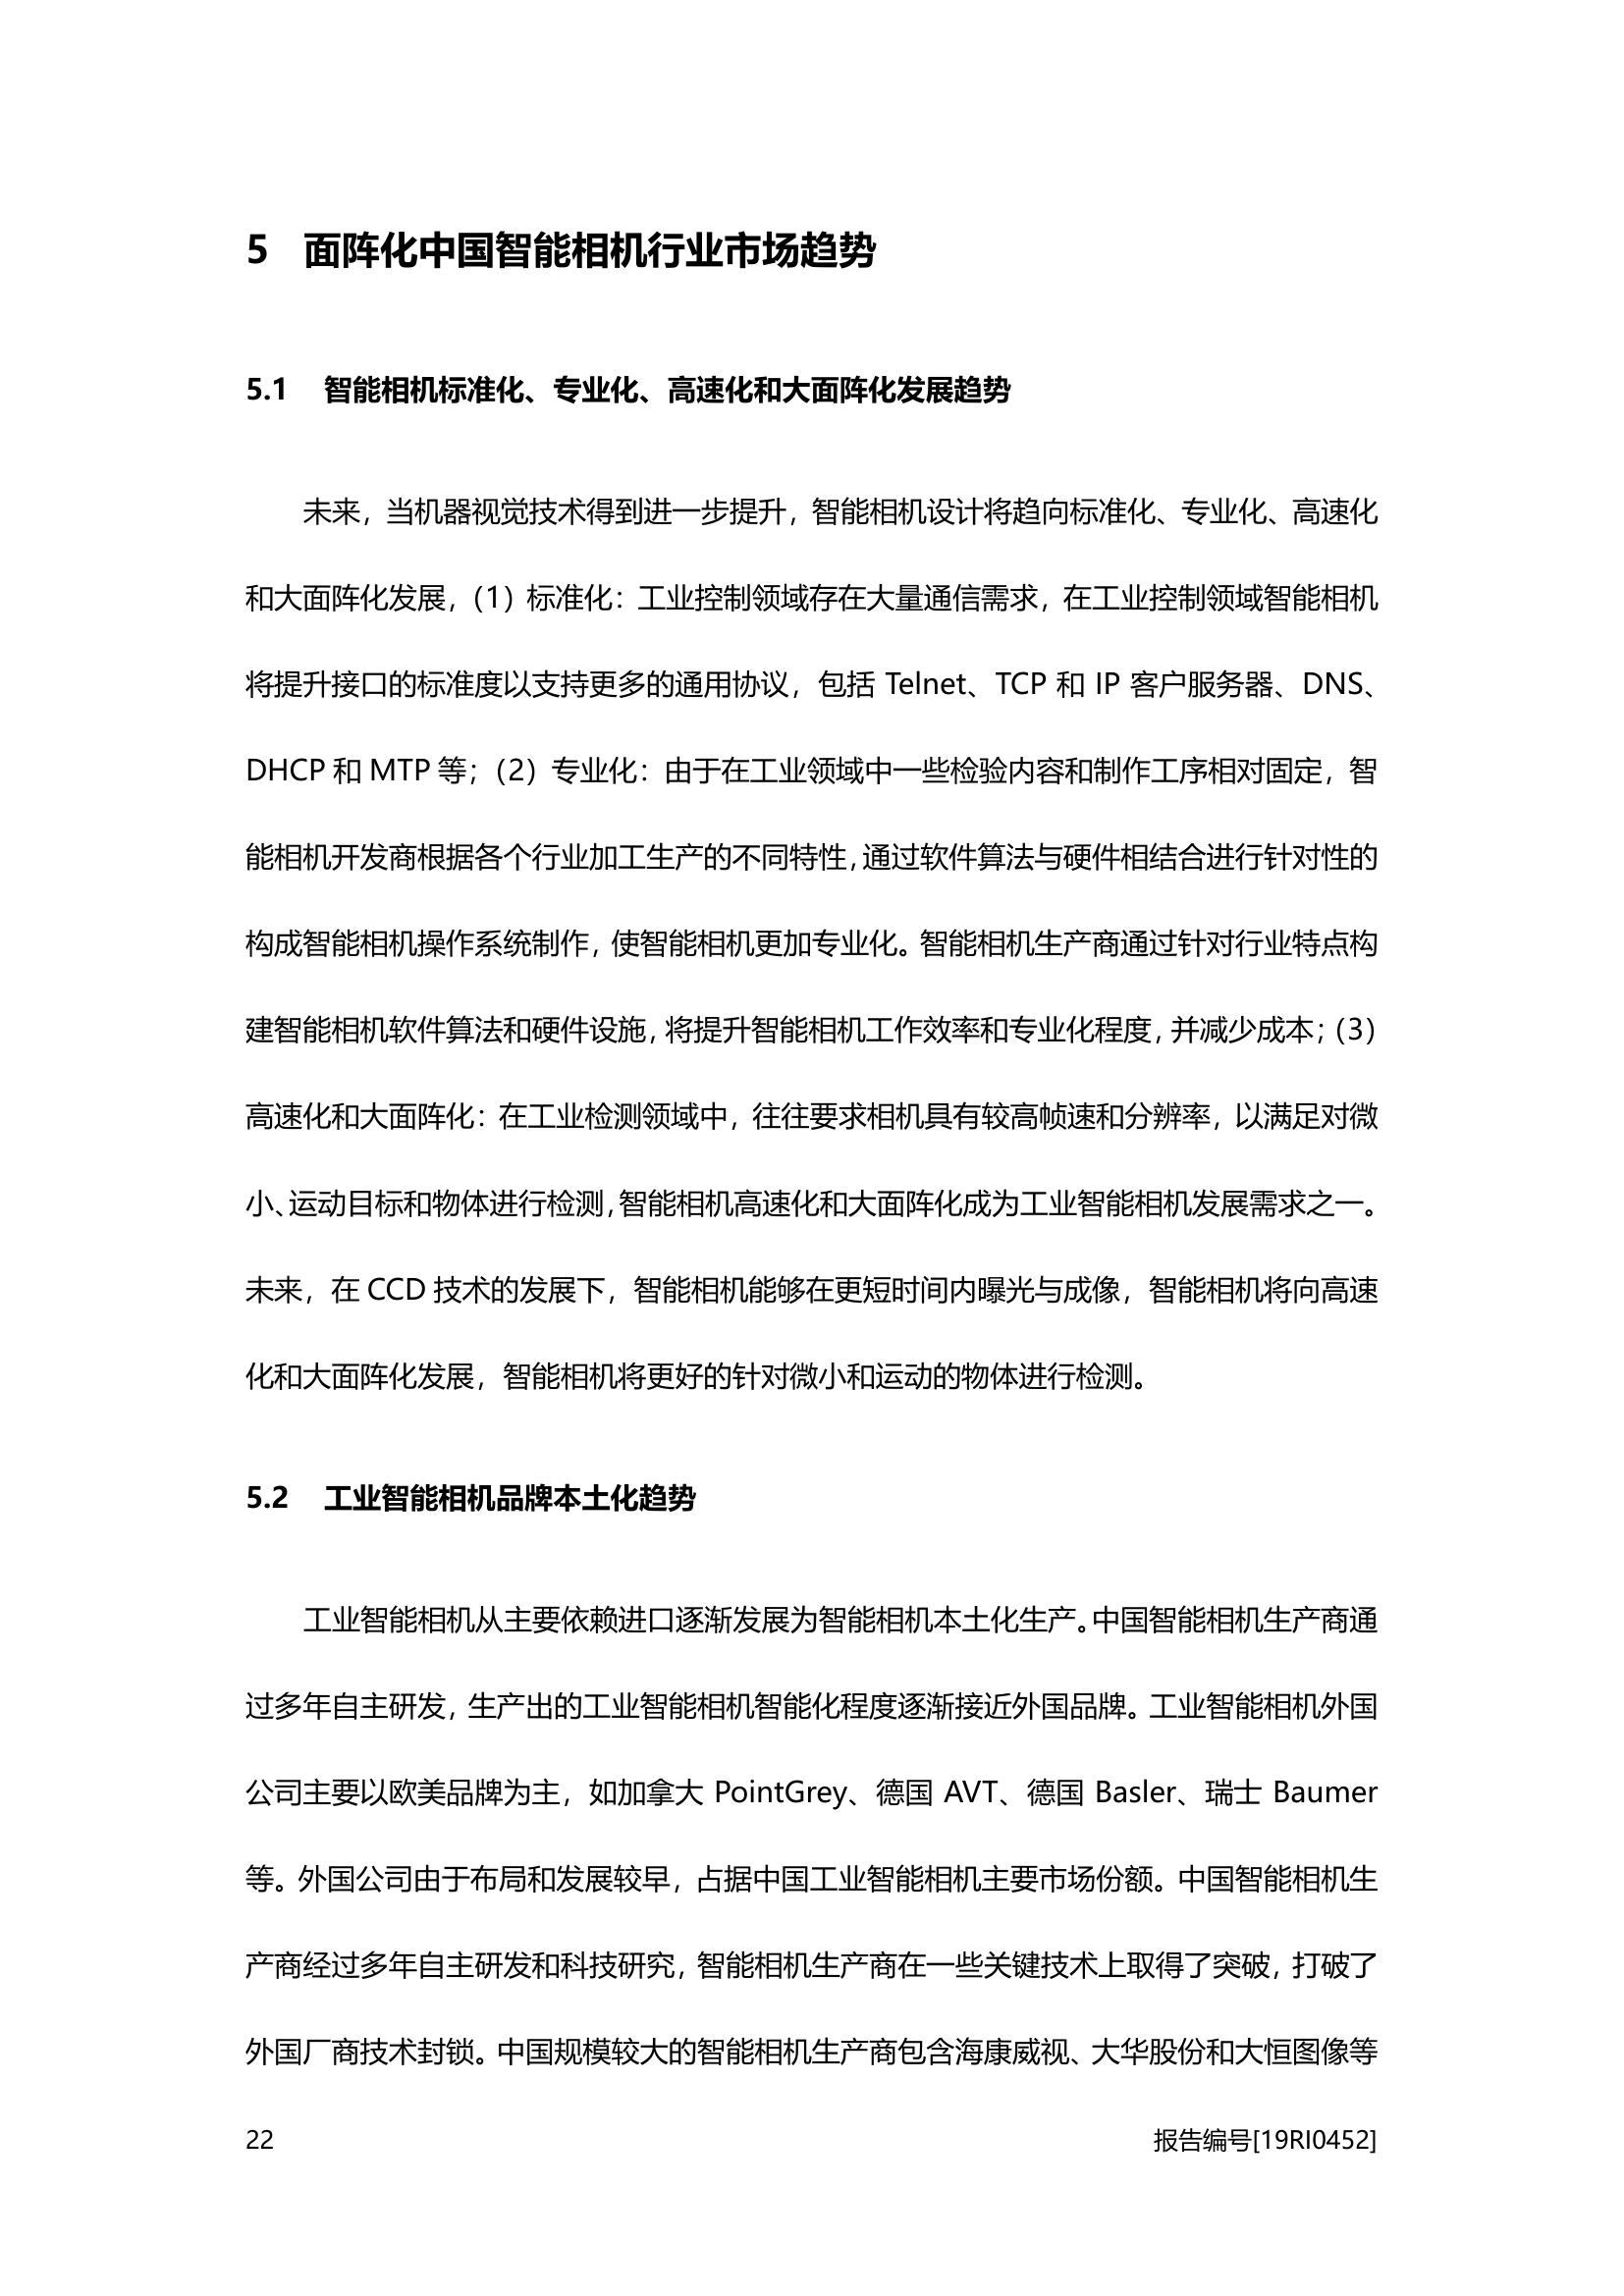 5 面阵化中国智能相机行业市场趋势
5.1 智能相机标准化、专业化、高速化和大面阵化发展趋势
未来，当机器视觉技术得到进一步提升，智能相机设计将趋向标准化、专业化、高速化
和大面阵化发展，（1）标准化：工业控制领域存在大量通信需求，在工业控制领域智能相机
将提升接口的标准度以支持更多的通用协议，包括 Telnet、TCP 和 IP 客户服务器、DNS、
DHCP 和 MTP 等；（2）专业化：由于在工业领域中一些检验内容和制作工序相对固定，智
能相机开发商根据各个行业加工生产的不同特性，通过软件算法与硬件相结合进行针对性的
构成智能相机操作系统制作，使智能相机更加专业化。智能相机生产商通过针对行业特点构
建智能相机软件算法和硬件设施，将提升智能相机工作效率和专业化程度，并减少成本；（3）
高速化和大面阵化：在工业检测领域中，往往要求相机具有较高帧速和分辨率，以满足对微
小、运动目标和物体进行检测，智能相机高速化和大面阵化成为工业智能相机发展需求之一。
未来，在 CCD 技术的发展下，智能相机能够在更短时间内曝光与成像，智能相机将向高速
化和大面阵化发展，智能相机将更好的针对微小和运动的物体进行检测。
5.2 工业智能相机品牌本土化趋势
工业智能相机从主要依赖进口逐渐发展为智能相机本土化生产。中国智能相机生产商通
过多年自主研发，生产出的工业智能相机智能化程度逐渐接近外国品牌。工业智能相机外国
公司主要以欧美品牌为主，如加拿大 PointGrey、德国 AVT、德国 Basler、瑞士 Baumer
等。外国公司由于布局和发展较早，占据中国工业智能相机主要市场份额。中国智能相机生
产商经过多年自主研发和科技研究，智能相机生产商在一些关键技术上取得了突破，打破了
外国厂商技术封锁。中国规模较大的智能相机生产商包含海康威视、大华股份和大恒图像等
22 报告编号[19RI0452]